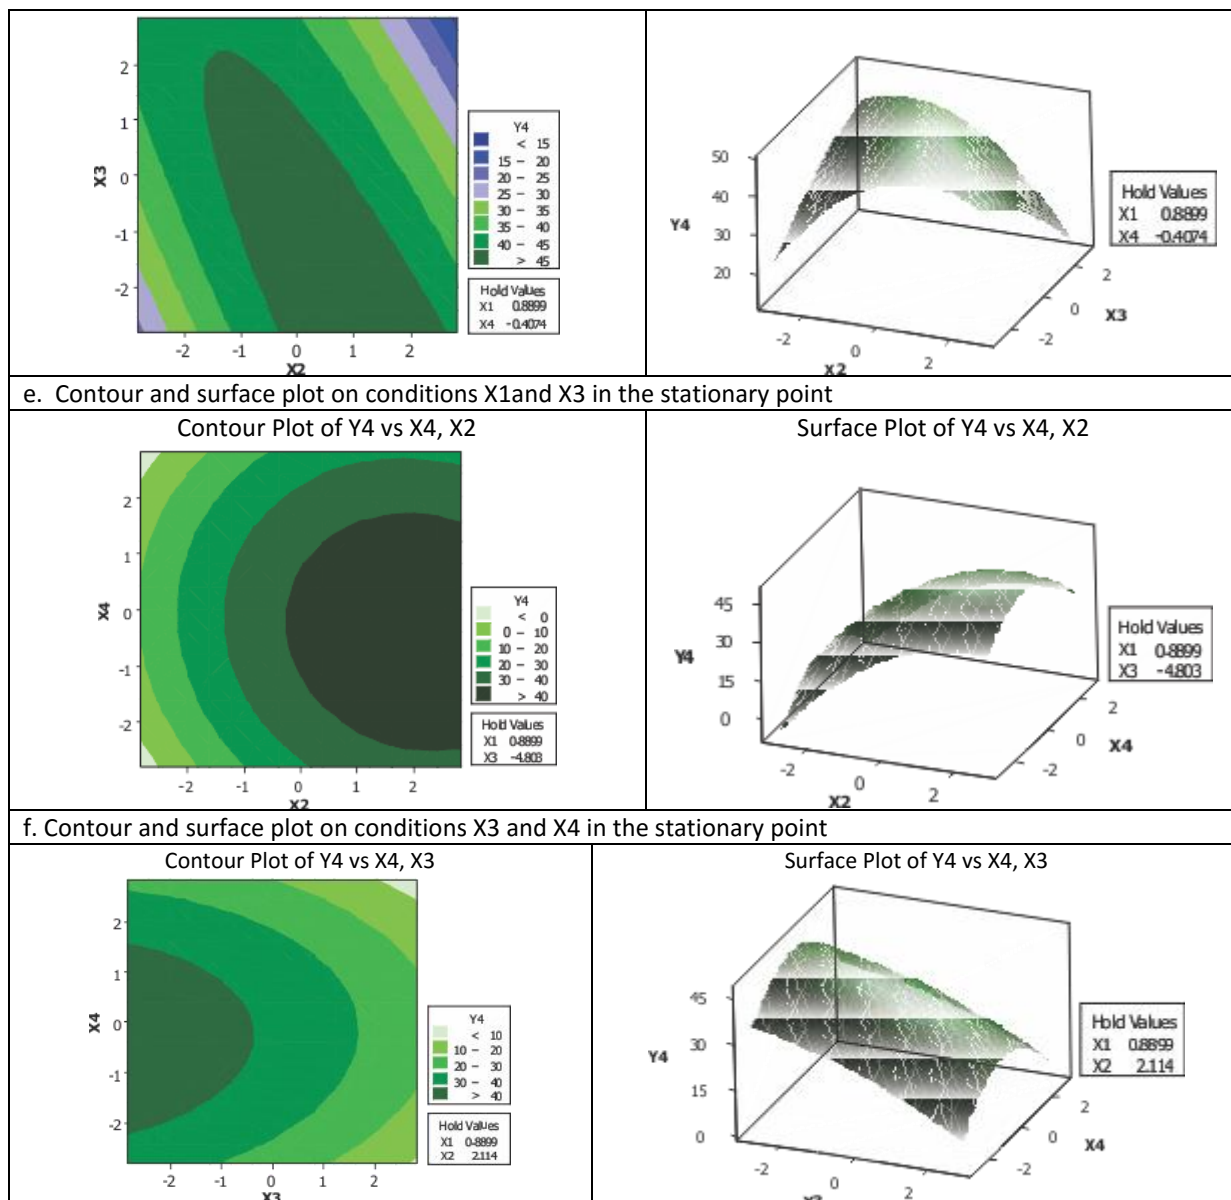 X3
2
1
0
-1
-2
-2 -1 0 1 2
X2
Y4
< 15
15 – 20
20 – 25
25 – 30
30 – 35
35 – 40
40 – 45
> 45
Hold Values
X1 0.8899
X4 -0.4074
Y4
50
40
30
20
-2 0 2
X2
2
0
-2
X3
Hold Values
X1 0.8899
X4 -0.4074
e. Contour and surface plot on conditions X1and X3 in the stationary point
Contour Plot of Y4 vs X4, X2
X4
2
1
0
-1
-2
-2 -1 0 1 2
X2
Y4
< 0
0 – 10
10 – 20
20 – 30
30 – 40
> 40
Hold Values
X1 0.8899
X3 -4.803
Surface Plot of Y4 vs X4, X2
Y4
45
30
15
0
-2 0 2
X2
2
0
-2
X4
Hold Values
X1 0.8899
X3 -4.803
f. Contour and surface plot on conditions X3 and X4 in the stationary point
Contour Plot of Y4 vs X4, X3
X4
2
1
0
-1
-2
-2 -1 0 1 2
X3
Y4
< 10
10 – 20
20 – 30
30 – 40
> 40
Hold Values
X1 0.8899
X2 2.114
Surface Plot of Y4 vs X4, X3
Y4
45
30
15
0
-2 0 2
2
0
-2
X4
Hold Values
X1 0.8899
X2 2.114